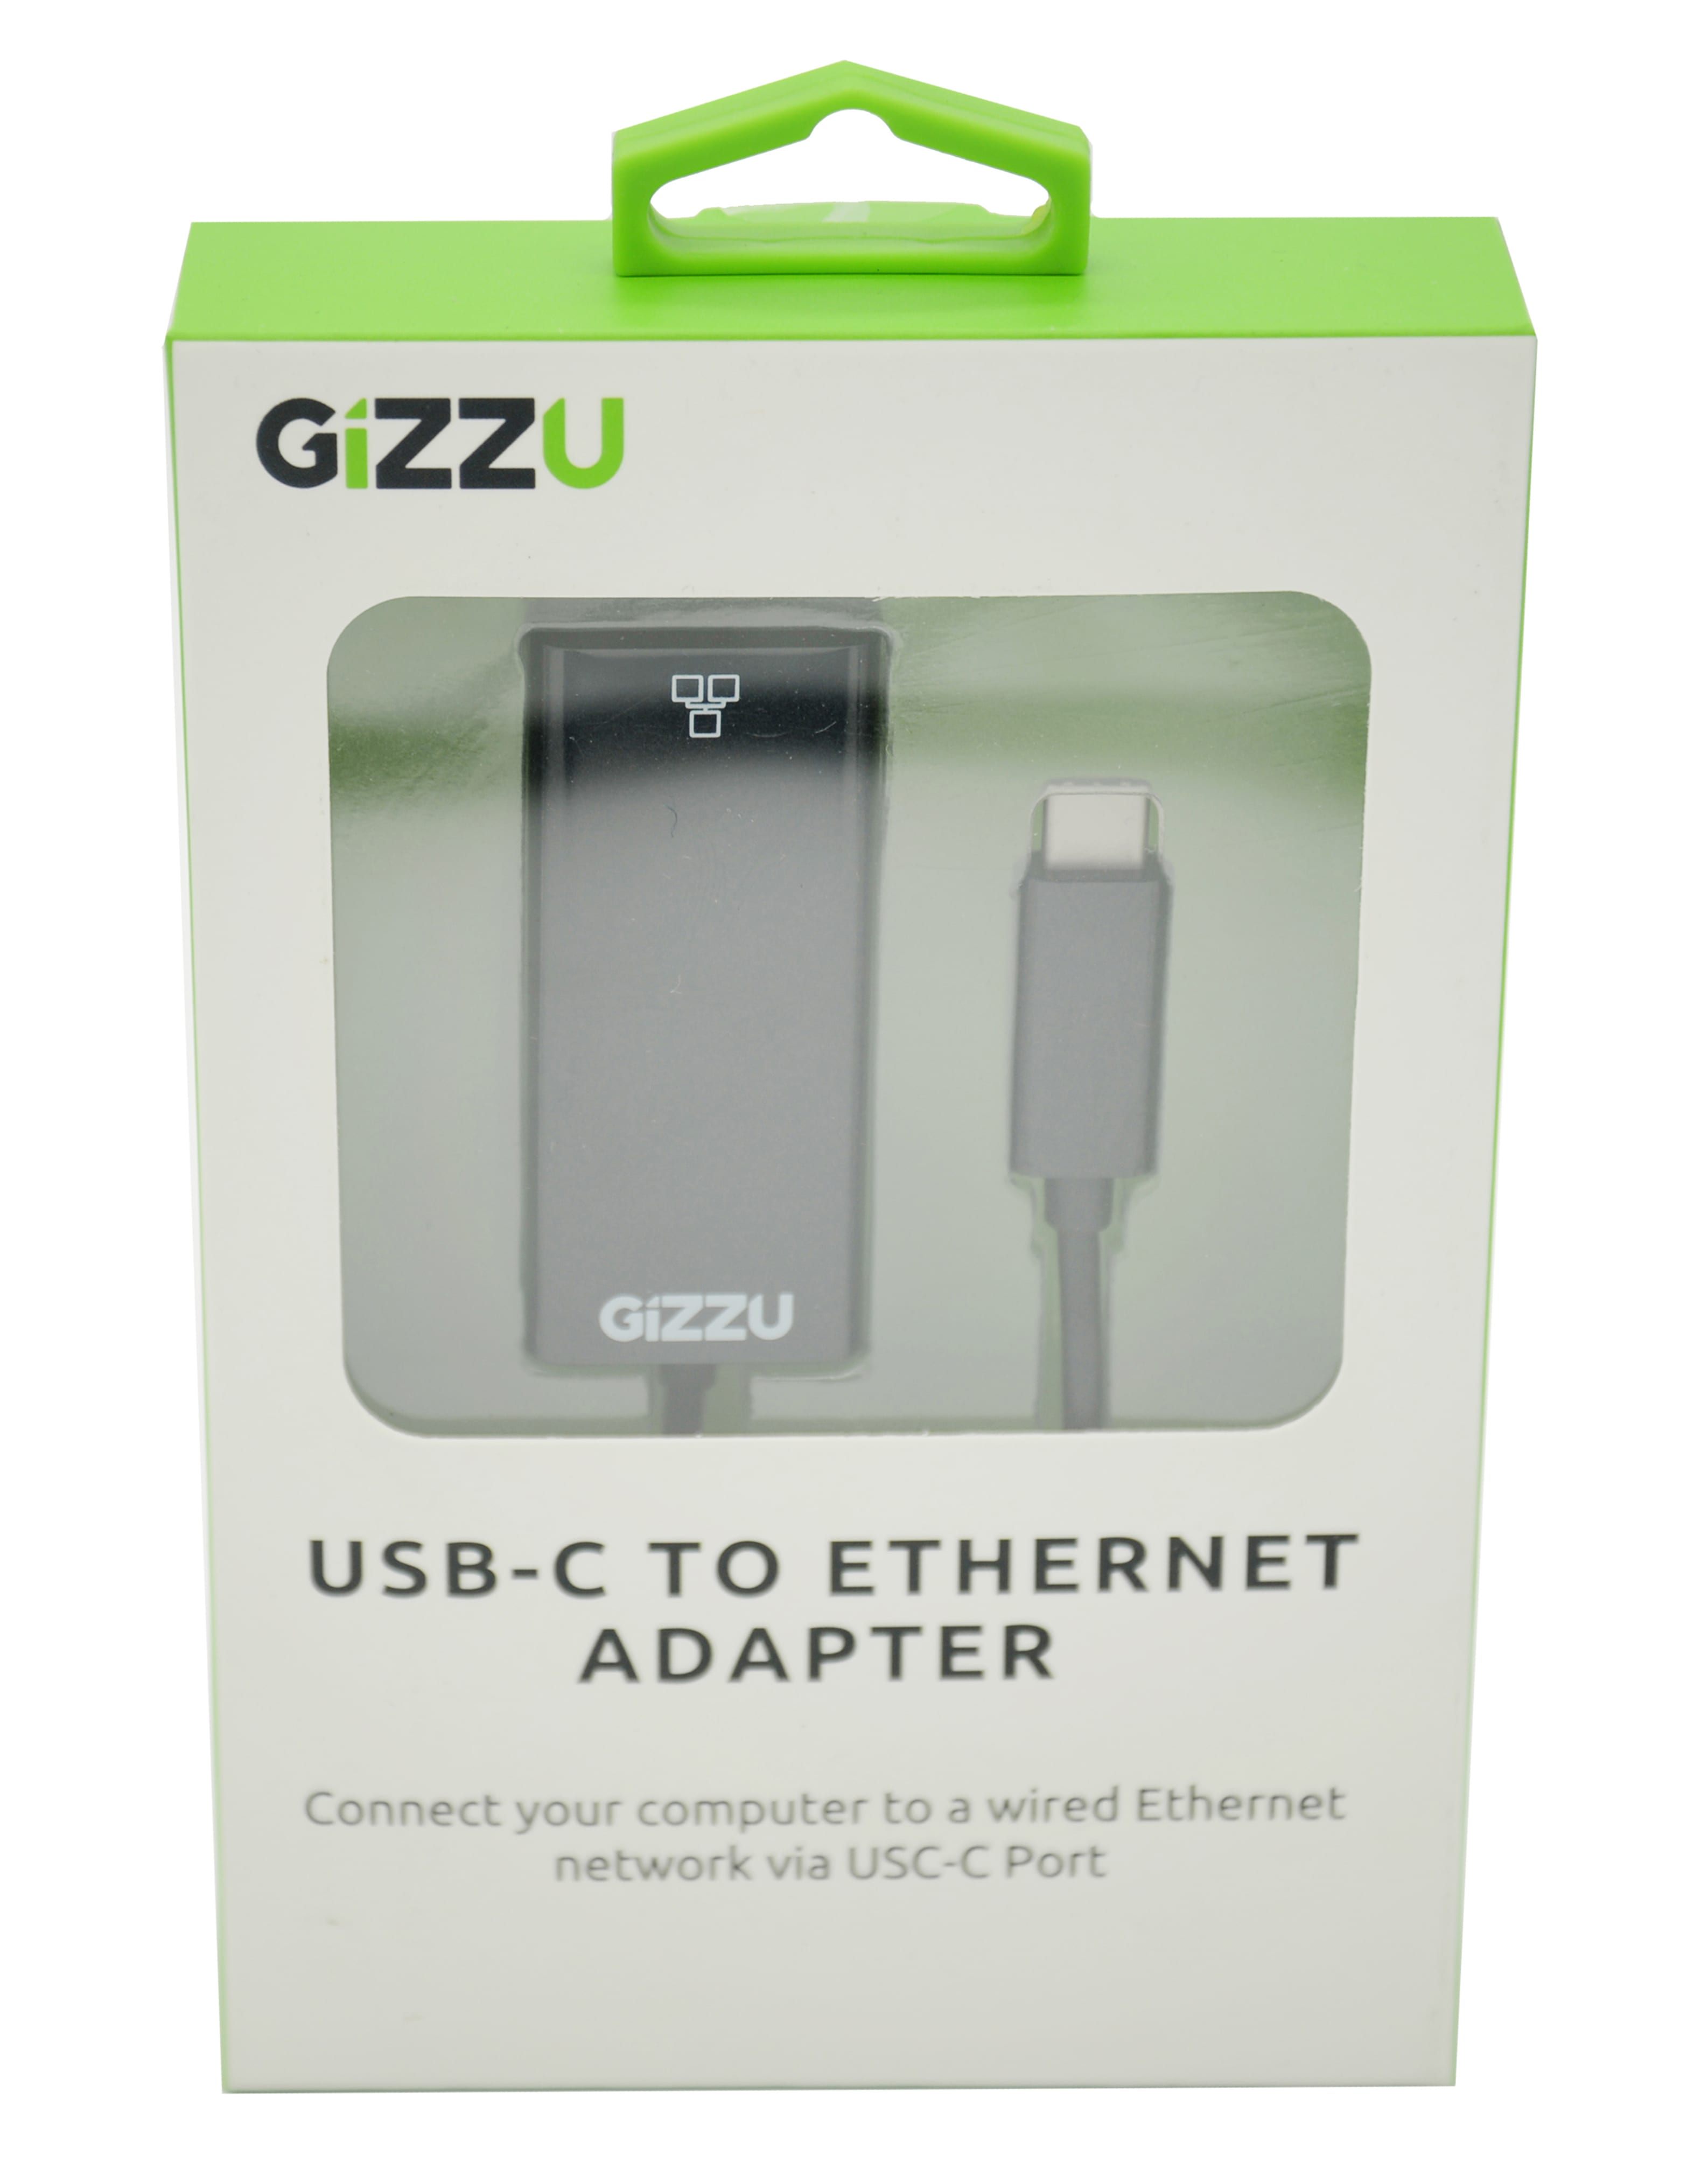 GiZZU
GiZZU
USB-C TO ETHERNET
ADAPTER
Connect your computer to a wired Ethernet
network via USC-C Port